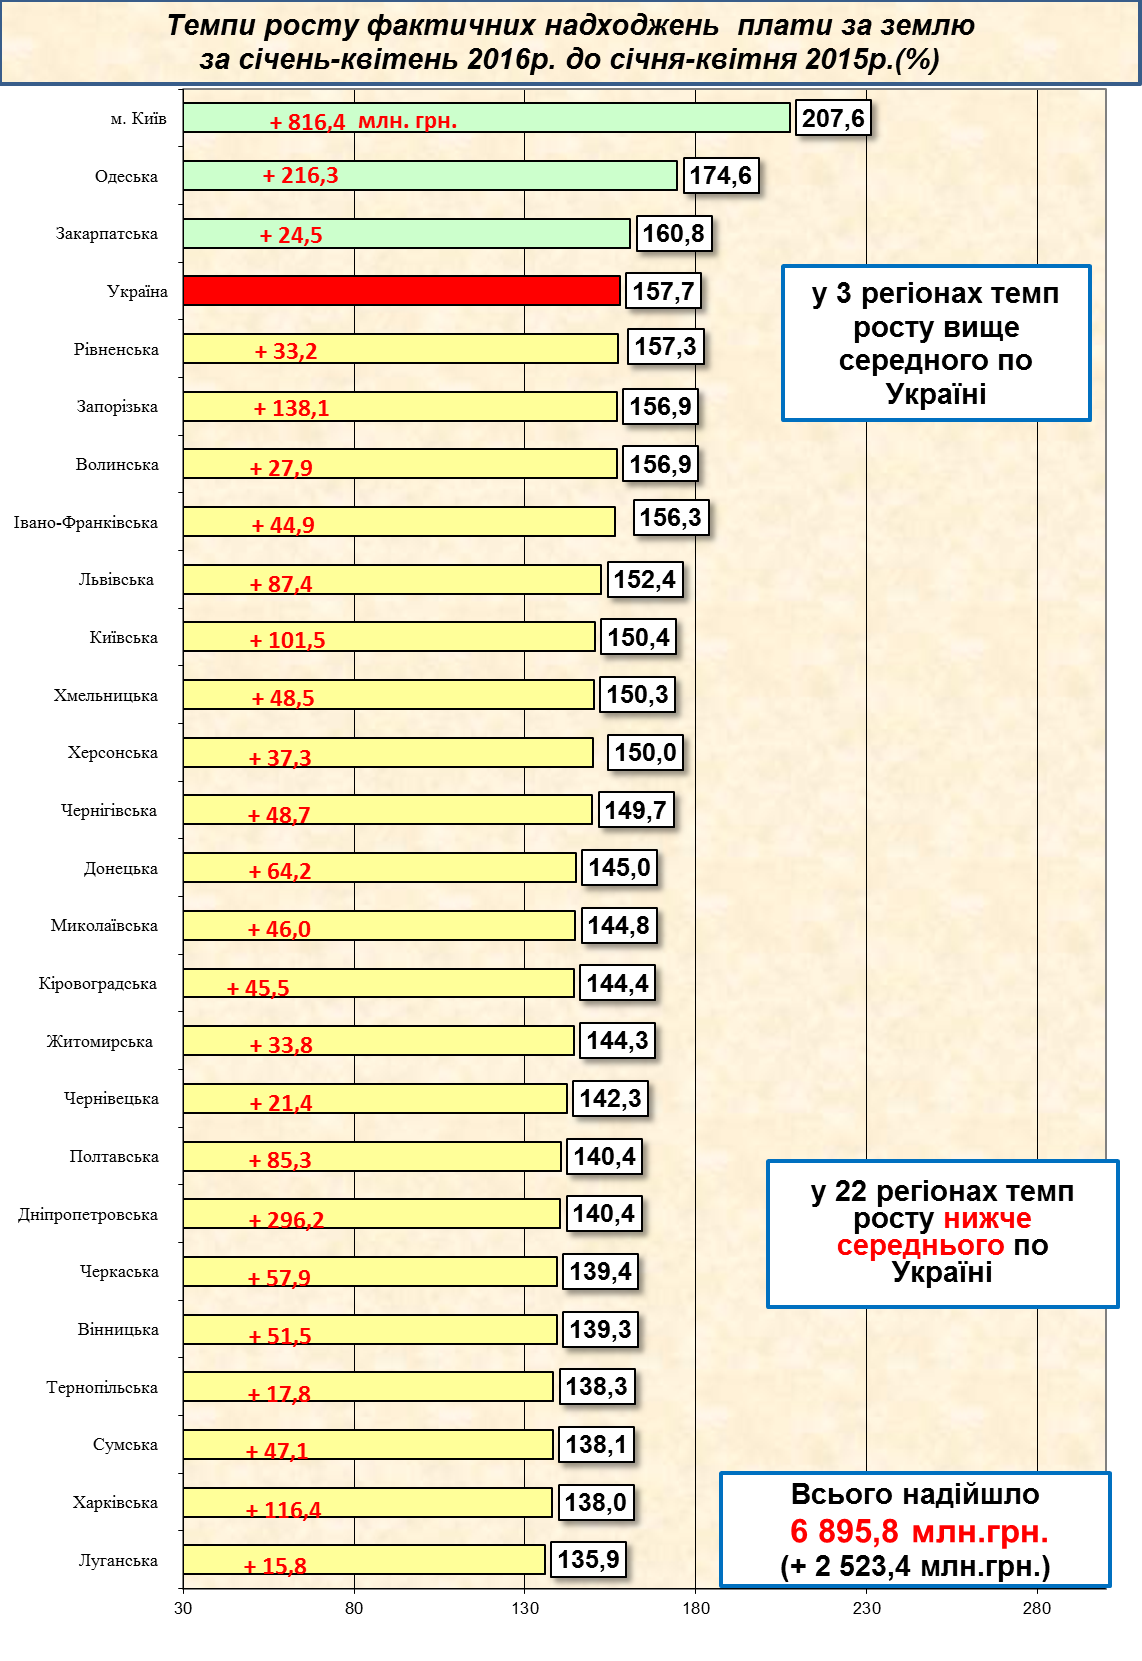 Темпи росту фактичних надходжень плати за землю
за січень-квітень 2016р. до січня-квітня 2015р.(%)
м. Київ + 816,4 млн. грн. 207,6
Одеська + 216,3 174,6
Закарпатська + 24,5 160,8
Україна 157,7
у 3 регіонах темп
росту вище
середного по
Україні
Рівненська + 33,2 157,3
Запорізька + 138,1 156,9
Волинська + 27,9 156,9
Івано-Франківська + 44,9 156,3
Львівська + 87,4 152,4
Київська + 101,5 150,4
Хмельницька + 48,5 150,3
Херсонська + 37,3 150,0
Чернігівська + 48,7 149,7
Донецька + 64,2 145,0
Миколаївська + 46,0 144,8
Кіровоградська + 45,5 144,4
Житомирська + 33,8 144,3
Чернівецька + 21,4 142,3
Полтавська + 85,3 140,4
Дніпропетровська + 296,2 140,4
у 22 регіонах темп
росту нижче
середнього по
Україні
Черкаська + 57,9 139,4
Вінницька + 51,5 139,3
Тернопільська + 17,8 138,3
Сумська + 47,1 138,1
Харківська + 116,4 138,0
Луганська + 15,8 135,9
Всього надійшло
6 895,8 млн.грн.
(+ 2 523,4 млн.грн.)
30 80 130 180 230 280